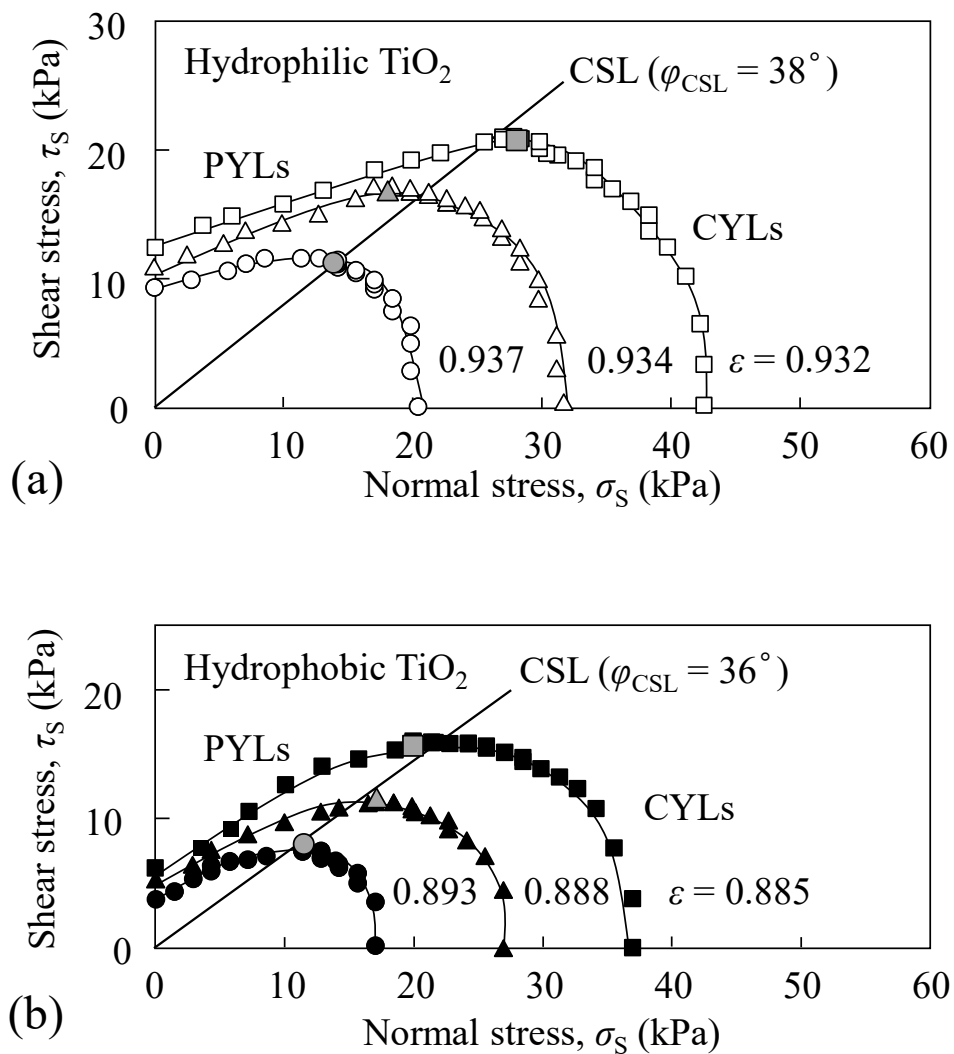 30
Hydrophilic TiO₂
CSL (φCSL = 38°)
20
PYLs
CYLs
10
0.937 0.934 ε = 0.932
0
0 10 20 30 40 50 60
Shear stress, τS (kPa)
Normal stress, σS (kPa)
(a)
Hydrophobic TiO₂
CSL (φCSL = 36°)
20
PYLs
CYLs
10
0.893 0.888 ε = 0.885
0
0 10 20 30 40 50 60
Shear stress, τS (kPa)
Normal stress, σS (kPa)
(b)